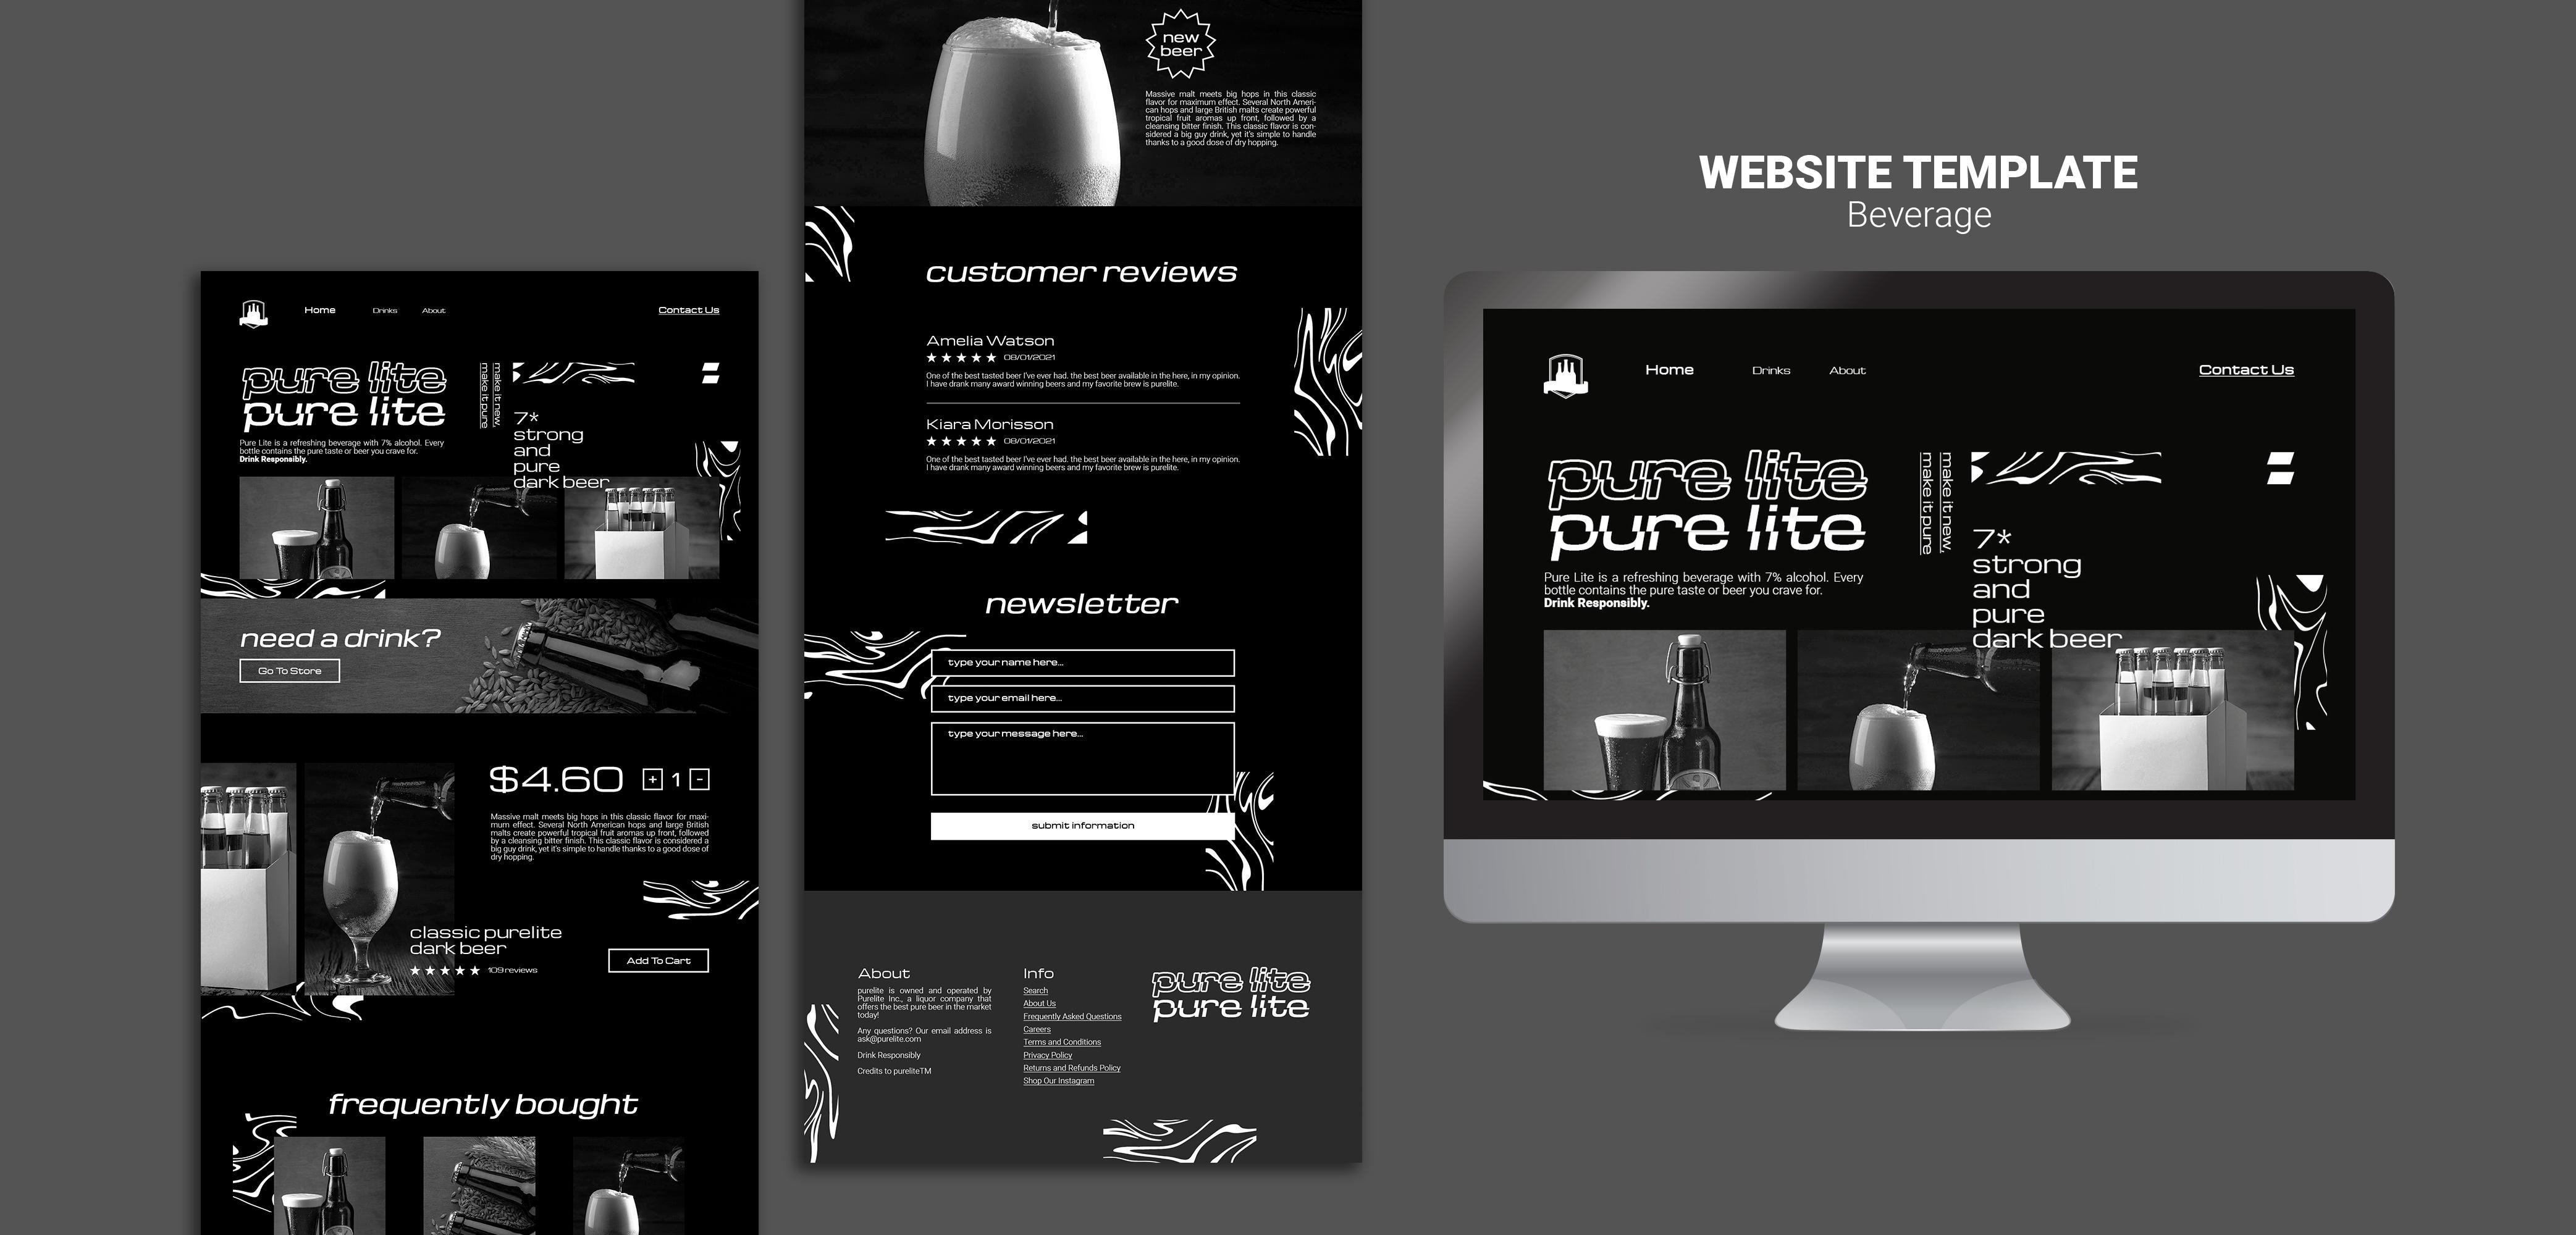 WEBSITE TEMPLATE
Beverage
Home
Drinks
About
Contact Us
pure lite
pure lite
make it new,
make it pure
Pure Lite is a refreshing beverage with 7% alcohol. Every
bottle contains the pure taste or beer you crave for.
Drink Responsibly.
7*
strong
and
pure
dark beer
need a drink?
Go To Store
$4.60
+ 1 -
Massive malt meets big hops in this classic flavor for maxi-
mum effect. Several North American hops and large British
malts create powerful tropical fruit aromas up front, followed
by a cleansing bitter finish. This classic flavor is considered a
big guy drink, yet it's simple to handle thanks to a good dose of
dry hopping.
classic purelite
dark beer
109 reviews
Add To Cart
frequently bought
new
beer
Massive malt meets big hops in this classic
flavor for maximum effect. Several North Ameri-
can hops and large British malts create powerful
tropical fruit aromas up front, followed by a
cleansing bitter finish. This classic flavor is con-
sidered a big guy drink, yet it's simple to handle
thanks to a good dose of dry hopping.
customer reviews
Amelia Watson
08/01/2021
One of the best tasted beer I've ever had. the best beer available in the here, in my opinion.
I have drank many award winning beers and my favorite brew is purelite.
Kiara Morisson
08/01/2021
One of the best tasted beer I've ever had. the best beer available in the here, in my opinion.
I have drank many award winning beers and my favorite brew is purelite.
newsletter
type your name here...
type your email here...
type your message here...
submit information
About
purelite is owned and operated by
Purelite Inc., a liquor company that
offers the best pure beer in the market
today!
Any questions? Our email address is
ask@purelite.com
Drink Responsibly
Credits to pureliteTM
Info
Search
About Us
Frequently Asked Questions
Careers
Terms and Conditions
Privacy Policy
Returns and Refunds Policy
Shop Our Instagram
pure lite
pure lite
Home
Drinks
About
Contact Us
pure lite
pure lite
make it new,
make it pure
Pure Lite is a refreshing beverage with 7% alcohol. Every
bottle contains the pure taste or beer you crave for.
Drink Responsibly.
7*
strong
and
pure
dark beer